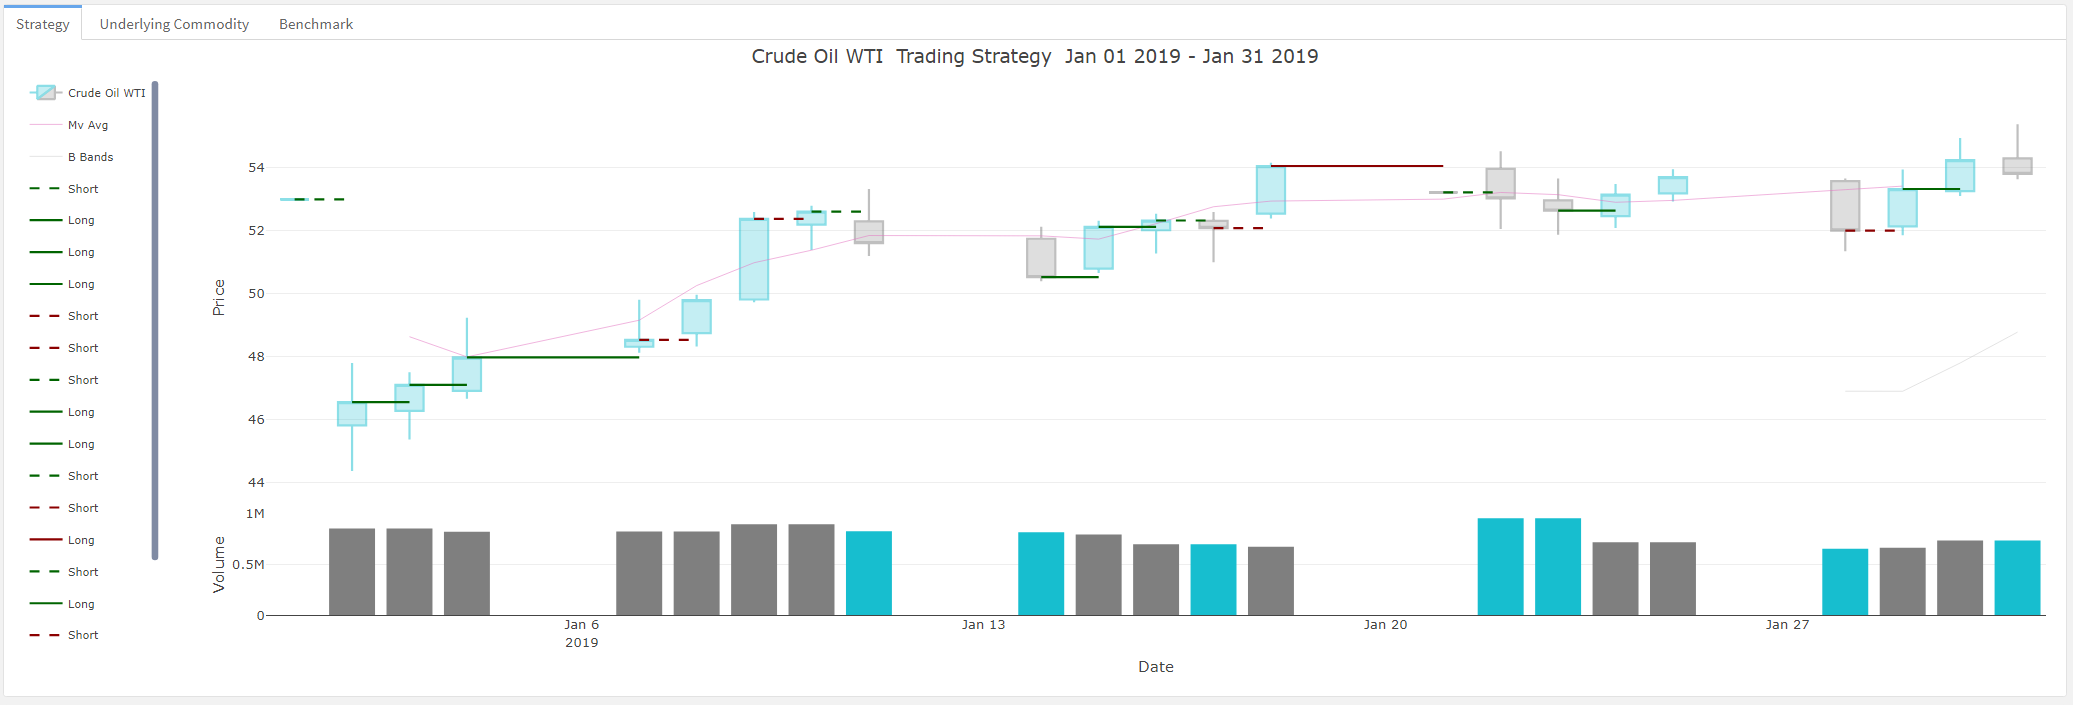 Strategy Underlying Commodity Benchmark
Crude Oil WTI  Trading Strategy  Jan 01 2019 - Jan 31 2019
Crude Oil WTI
Mv Avg
B Bands
Short
Long
Long
Long
Short
Short
Short
Long
Long
Short
Short
Long
Short
Long
Short
Price
54
52
50
48
46
44
Volume
1M
0.5M
0
Jan 6 Jan 13 Jan 20 Jan 27
2019
Date